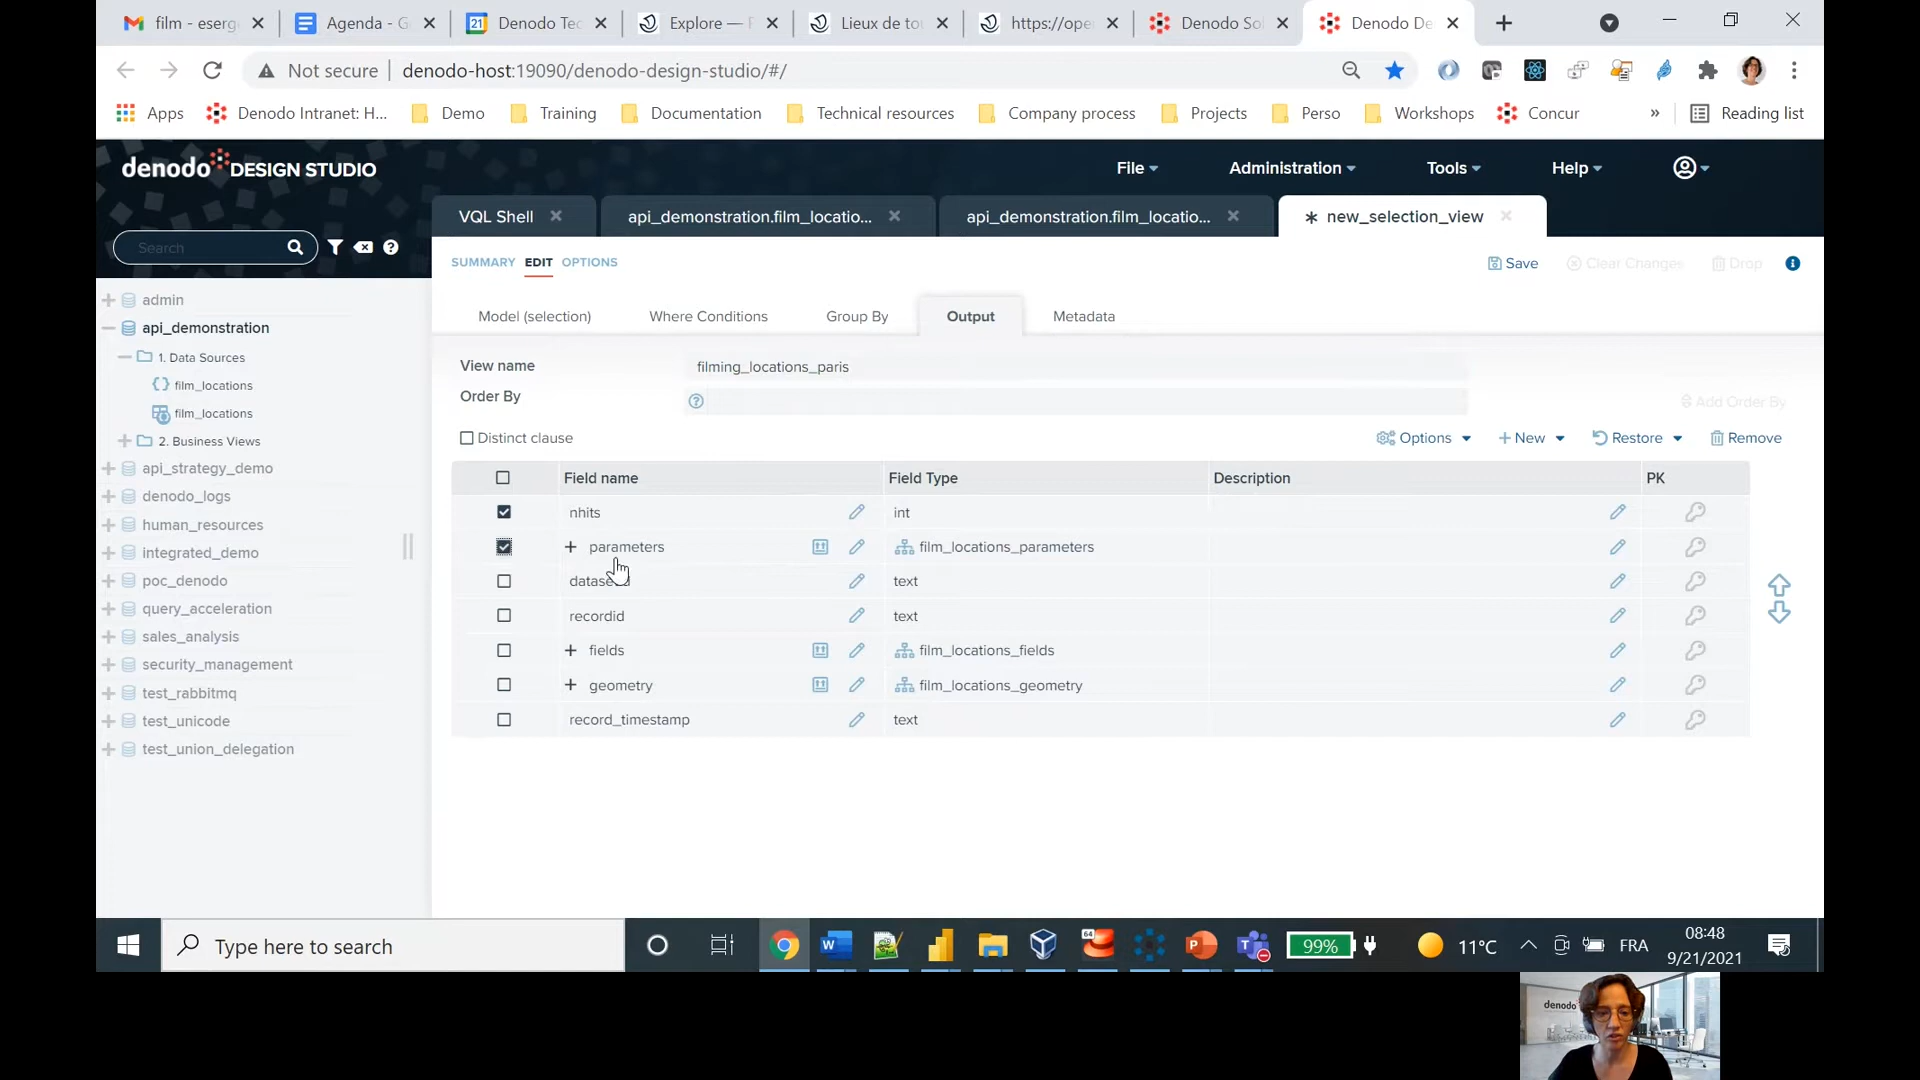 film - eserg
Agenda - G
21
Denodo Tec
Explore — P
Lieux de tou
https://ope
Denodo So
Denodo De
Not secure
denodo-host:19090/denodo-design-studio/#/
Apps
Denodo Intranet: H...
Demo
Training
Documentation
Technical resources
Company process
Projects
Perso
Workshops
Concur
»
Reading list
denodo DESIGN STUDIO
File
Administration
Tools
Help
VQL Shell
api_demonstration.film_locatio...
api_demonstration.film_locatio...
* new_selection_view
Search
SUMMARY EDIT OPTIONS
Save
Clear Changes
Drop
admin
api_demonstration
1. Data Sources
film_locations
film_locations
2. Business Views
api_strategy_demo
denodo_logs
human_resources
integrated_demo
poc_denodo
query_acceleration
sales_analysis
security_management
test_rabbitmq
test_unicode
test_union_delegation
Model (selection)
Where Conditions
Group By
Output
Metadata
View name
filming_locations_paris
Order By
Add Order By
Distinct clause
Options
+ New
Restore
Remove
Field name
Field Type
Description
PK
nhits
int
+ parameters
film_locations_parameters
text
recordid
text
+ fields
film_locations_fields
+ geometry
film_locations_geometry
record_timestamp
text
Type here to search
W
64
P
T
99%
11°C
FRA
08:48
9/21/2021
denodo